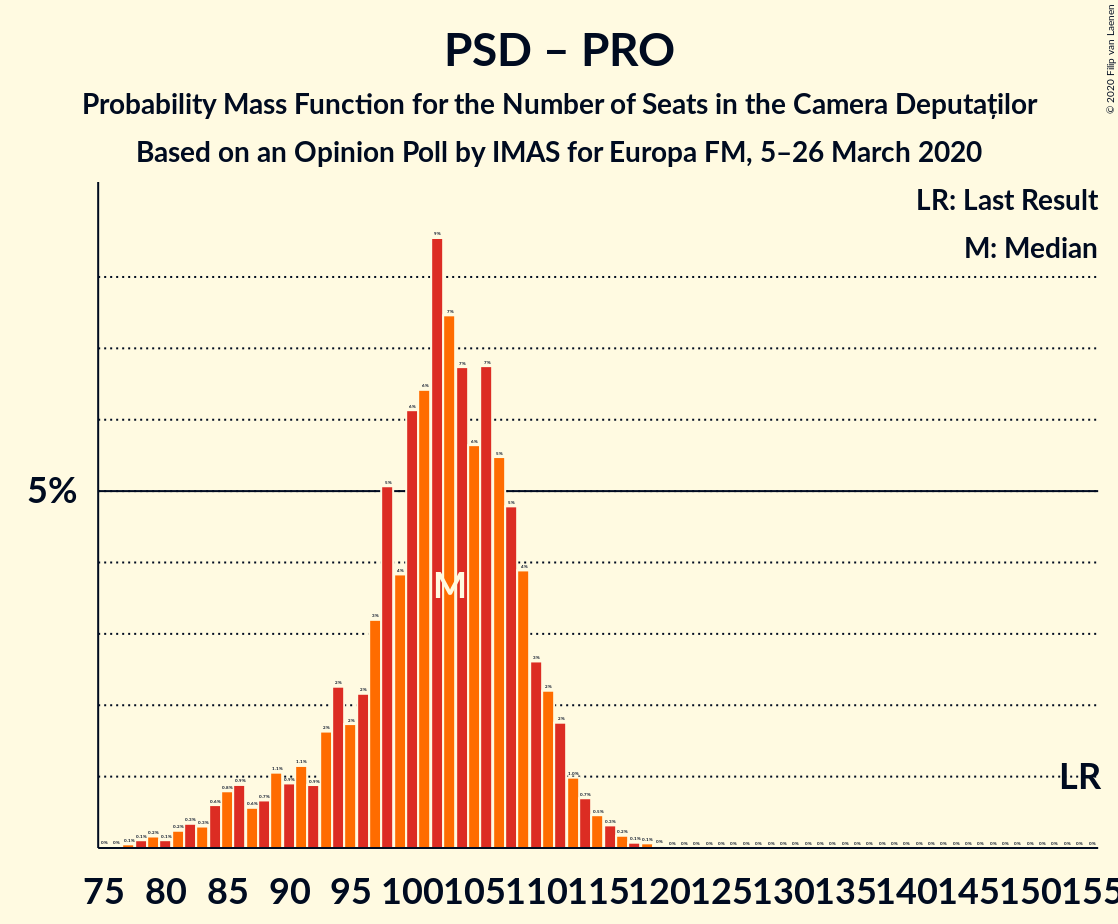 PSD – PRO
Probability Mass Function for the Number of Seats in the Camera Deputaților
Based on an Opinion Poll by IMAS for Europa FM, 5–26 March 2020
© 2020 Filip van Laenen
LR: Last Result
M: Median
5%
M
LR
75 80 85 90 95 100 105 110 115 120 125 130 135 140 145 150 155